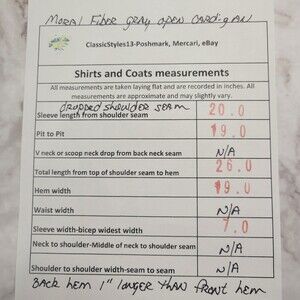 Moral Fibre gray open cardigan
ClassicStyles13-Poshmark, Mercari, eBay
Shirts and Coats measurements
All measurements are taken laying flat and are recorded in inches. All
measurements are approximate and may slightly vary.
dropped shoulder seam
Sleeve length from shoulder seam 20.0
Pit to Pit 19.0
V neck or scoop neck drop from back neck seam N/A
Total length from top of shoulder seam to hem 26.0
Hem width 19.0
Waist width N/A
Sleeve width-bicep widest width 7.0
Neck to shoulder-Middle of neck to shoulder seam N/A
Shoulder to shoulder width-seam to seam N/A
Back hem 1" longer than front hem